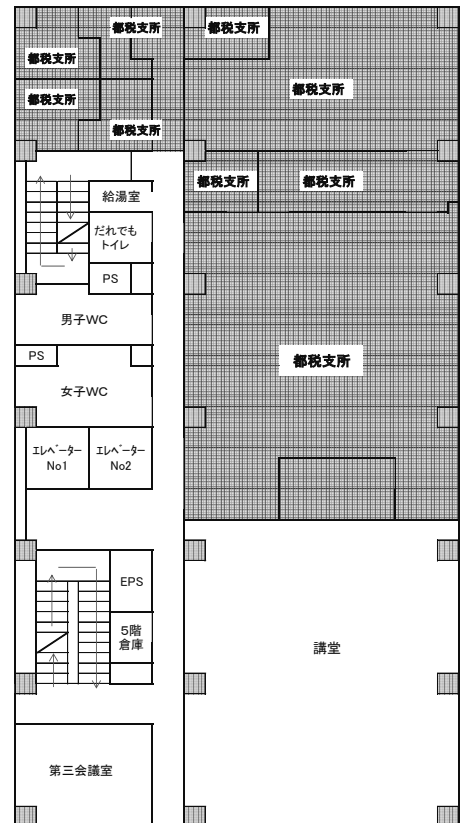 都税支所
都税支所
都税支所
都税支所
都税支所
都税支所
都税支所
都税支所
給湯室
だれでも
トイレ
PS
男子WC
PS
女子WC
都税支所
エレベーター
No1
エレベーター
No2
EPS
5階
倉庫
講堂
第三会議室